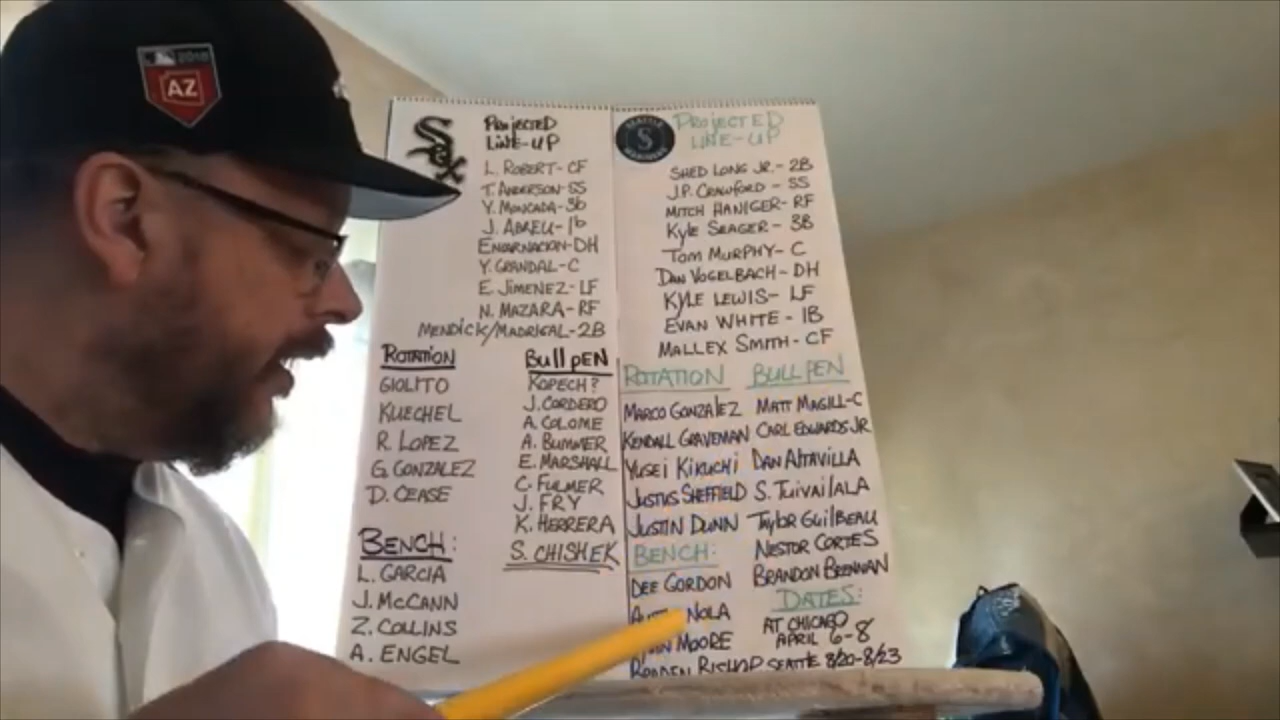 AZ
Sox
PROJECTED
LINE-UP
L. ROBERT - CF
T. ANDERSON - SS
Y. MONCADA - 3b
J. ABREU - 1b
ENCARNACION - DH
Y. GRANDAL - C
E. JIMENEZ - LF
N. MAZARA - RF
MENDICK/MADRIGAL - 2B
ROTATION
GIOLITO
KUECHEL
R. LOPEZ
G. GONZALEZ
D. CEASE
BENCH:
L. GARCIA
J. McCANN
Z. COLLINS
A. ENGEL
BullpEN
KOPECH?
J. CORDERO
A. COLOME
A. BUMMER
E. MARSHALL
C. FULMER
J. FRY
K. HERRERA
S. CHISHEK
SEATTLE
S
MARINERS
PROJECTED
LINE-UP
SHED LONG JR. - 2B
J.P. CRAWFORD - SS
MITCH HANIGER - RF
Kyle SEAGER - 3B
TOM MURPHY - C
DAN VOGELBACH - DH
KYLE LEWIS - LF
EVAN WHITE - 1B
MALLEX SMITH - CF
ROTATION
MARCO GONZALEZ
KENDALL GRAVEMAN
YUSEI KIKUCHI
JUSTUS SHEFFIELD
JUSTIN DUNN
BENCH:
DEE GORDON
NOLA
MOORE
BRADEN BISHOP
BULLPEN
MATT MAGILL - C
CARL EDWARDS JR
DAN AltAVILLA
S. TUIVAILALA
TAYlOR GUILBEAU
NESTOR CORTES
BRANDON BRENNAN
DATES:
AT CHICAGO
APRIL 6-8
SEATTLE 8/20-8/23